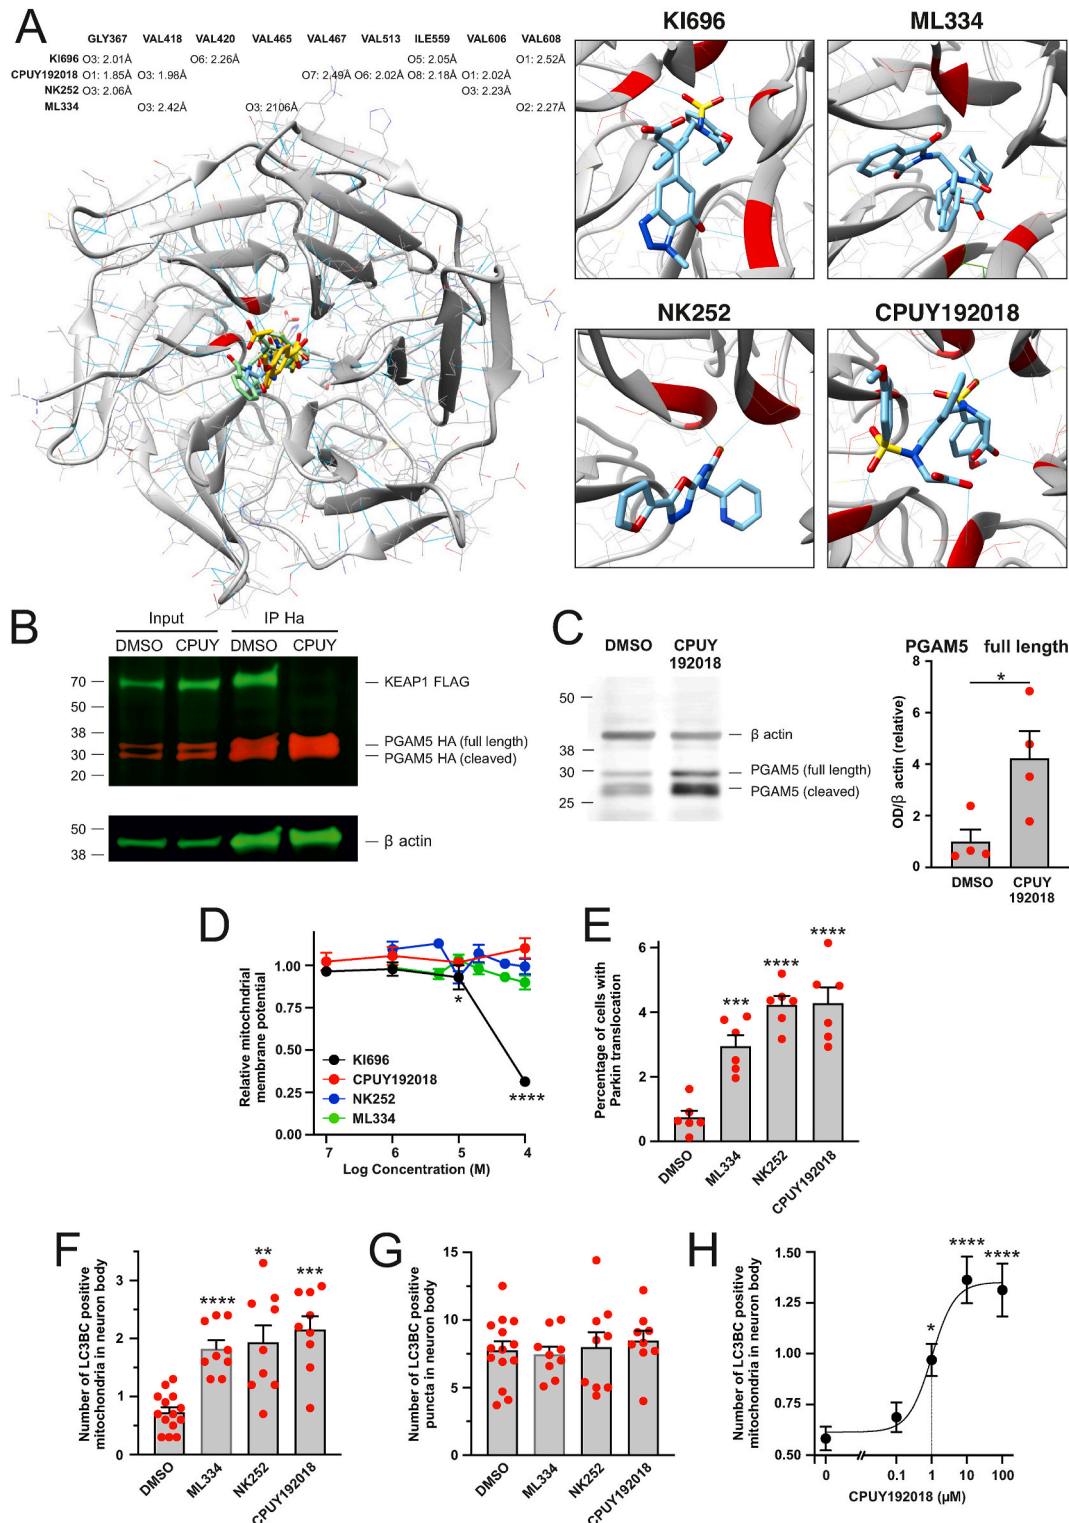 A
GLY367 VAL418 VAL420 VAL465 VAL467 VAL513 ILE559 VAL606 VAL608
KI696 O3: 2.01Å O6: 2.26Å O5: 2.05Å O1: 2.52Å
CPUY192018 O1: 1.85Å O3: 1.98Å O7: 2.49Å O6: 2.02Å O8: 2.18Å O1: 2.02Å
NK252 O3: 2.06Å O3: 2.23Å
ML334 O3: 2.42Å O3: 2106Å O2: 2.27Å
KI696 ML334
NK252 CPUY192018
B
Input IP Ha
DMSO CPUY DMSO CPUY
70
38
30
20
KEAP1 FLAG
PGAM5 HA (full length)
PGAM5 HA (cleaved)
50
38
β actin
C
DMSO CPUY
192018
50
38
30
25
β actin
PGAM5 (full length)
PGAM5 (cleaved)
PGAM5 full length
OD/β actin (relative)
8
6
4
2
0
*
DMSO CPUY
192018
D
Relative mitochndrial
membrane potential
1.00
0.75
0.50
0.25
0.00
*
****
KI696
CPUY192018
NK252
ML334
7 6 5 4
Log Concentration (M)
E
Percentage of cells with
Parkin translocation
6
4
2
0
*** **** ****
DMSO ML334 NK252 CPUY192018
F
Number of LC3BC positive
mitochondria in neuron body
3
2
1
0
**** ** ***
DMSO ML334 NK252 CPUY192018
G
Number of LC3BC positive
puncta in neuron body
15
10
5
0
DMSO ML334 NK252 CPUY192018
H
Number of LC3BC positive
mitochondria in neuron body
1.50
1.25
1.00
0.75
0.50
* **** ****
0 0.1 1 10 100
CPUY192018 (µM)